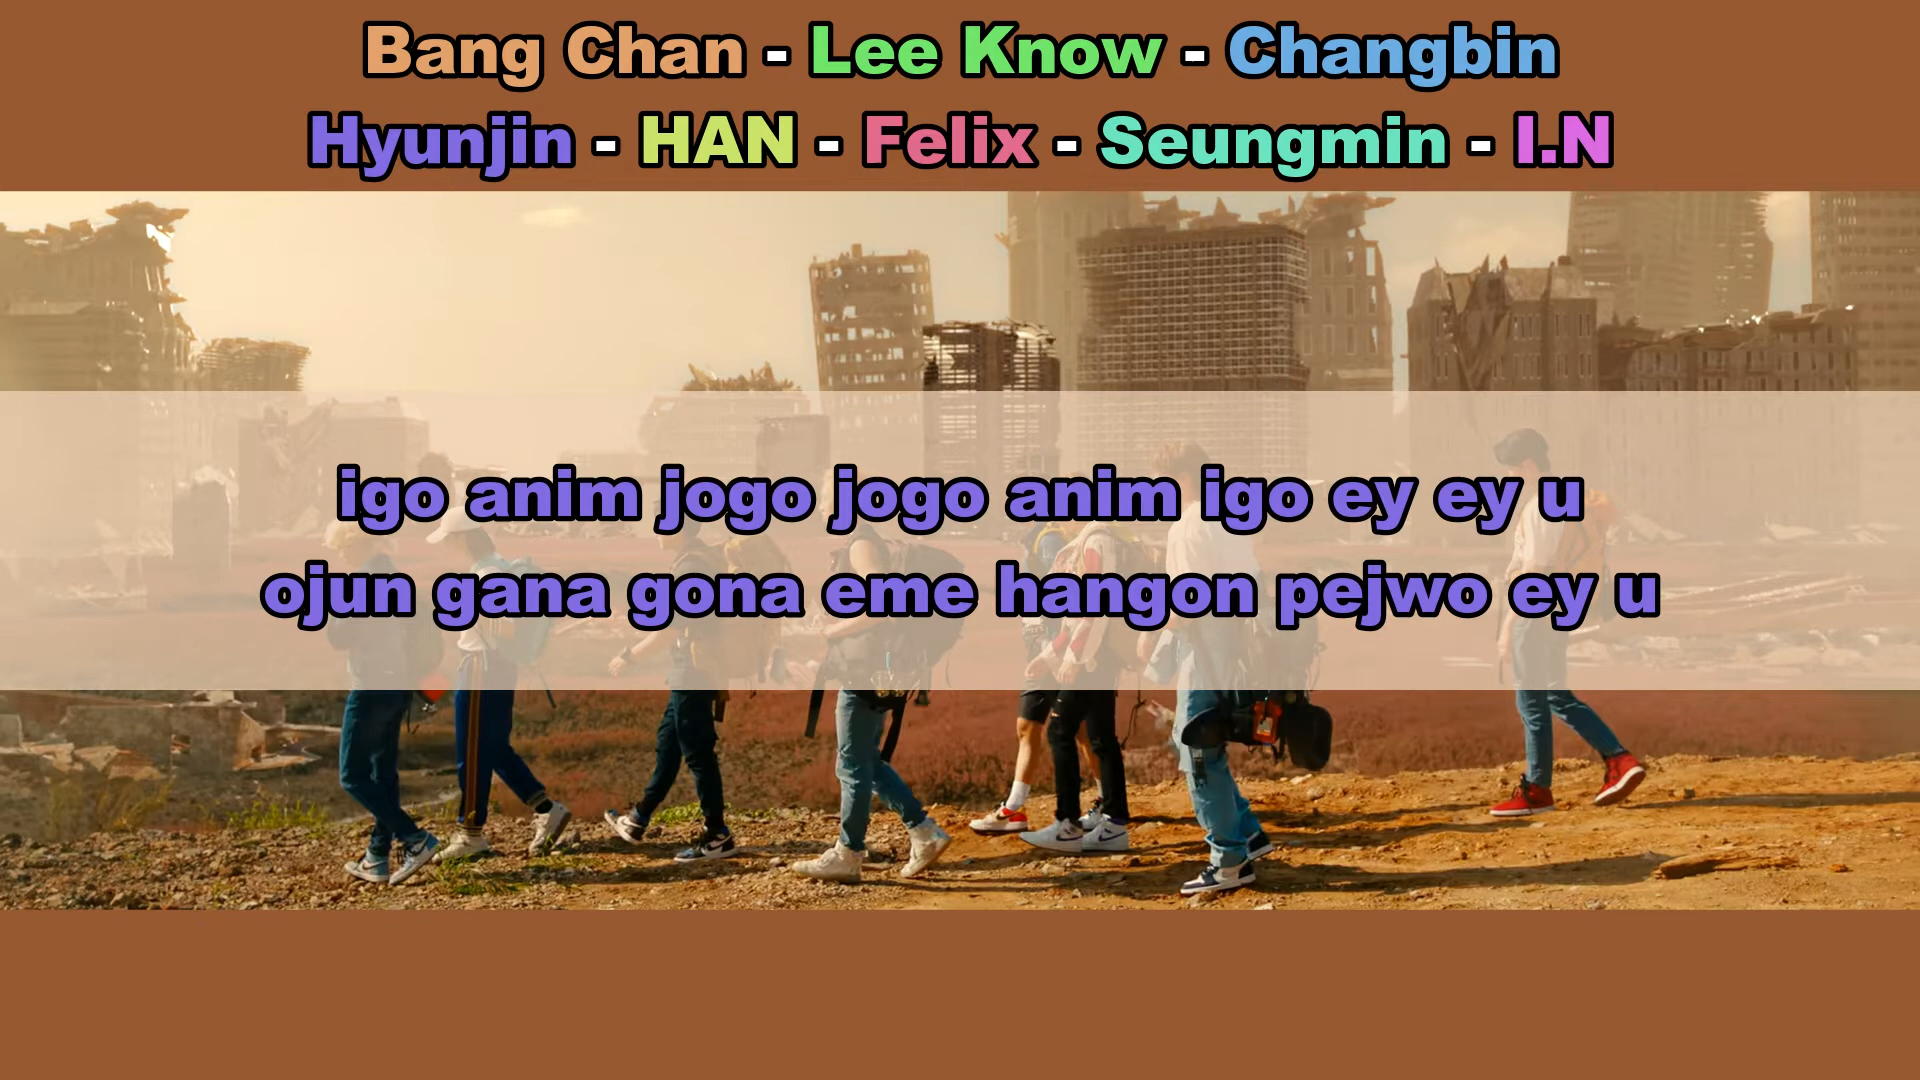 Bang Chan - Lee Know - Changbin
Hyunjin - HAN - Felix - Seungmin - I.N
igo anim jogo jogo anim igo ey ey u
ojun gana gona eme hangon pejwo ey u